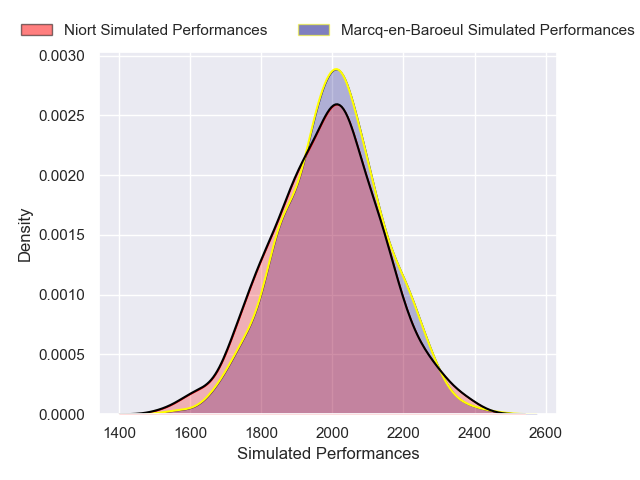 Niort Simulated Performances
Marcq-en-Baroeul Simulated Performances
0.0030
0.0025
0.0020
0.0015
0.0010
0.0005
0.0000
Density
1400 1600 1800 2000 2200 2400 2600
Simulated Performances